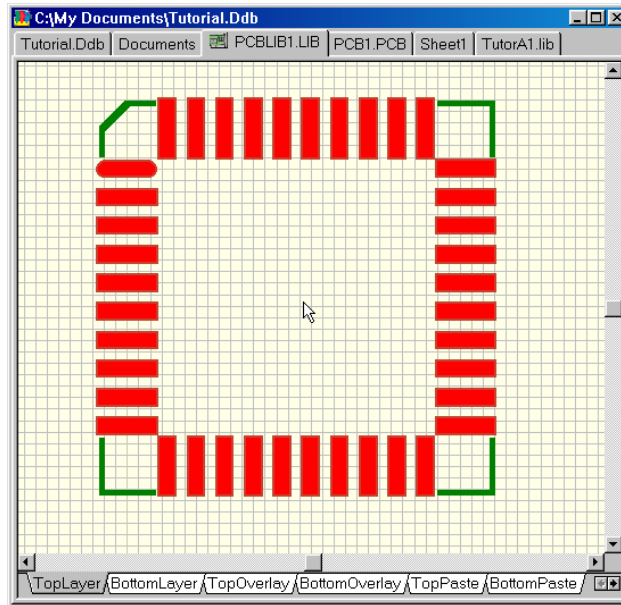 C:\My Documents\Tutorial.Ddb
Tutorial.Ddb Documents PCBLIB1.LIB PCB1.PCB Sheet1 TutorA1.lib
TopLayer BottomLayer TopOverlay BottomOverlay TopPaste BottomPaste